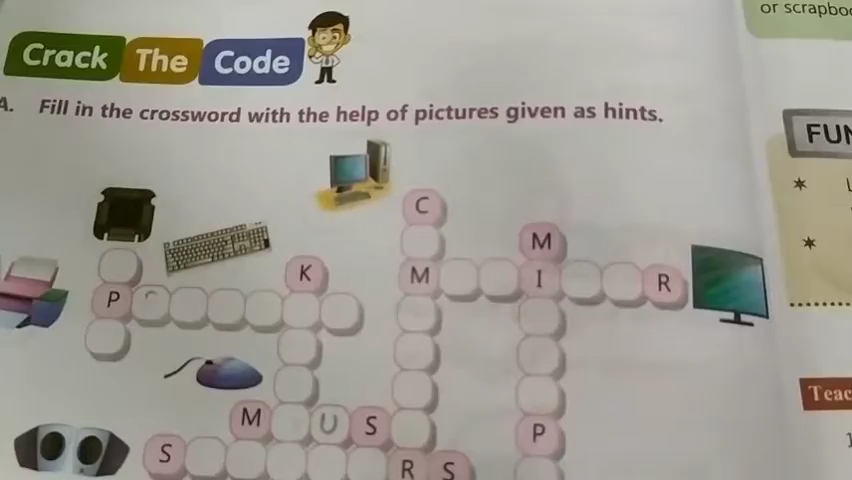 or scrapbo
Crack The Code
A. Fill in the crossword with the help of pictures given as hints.
FUN
C
M
K
M I R
P
M U S
P
S
R S
Teac
1